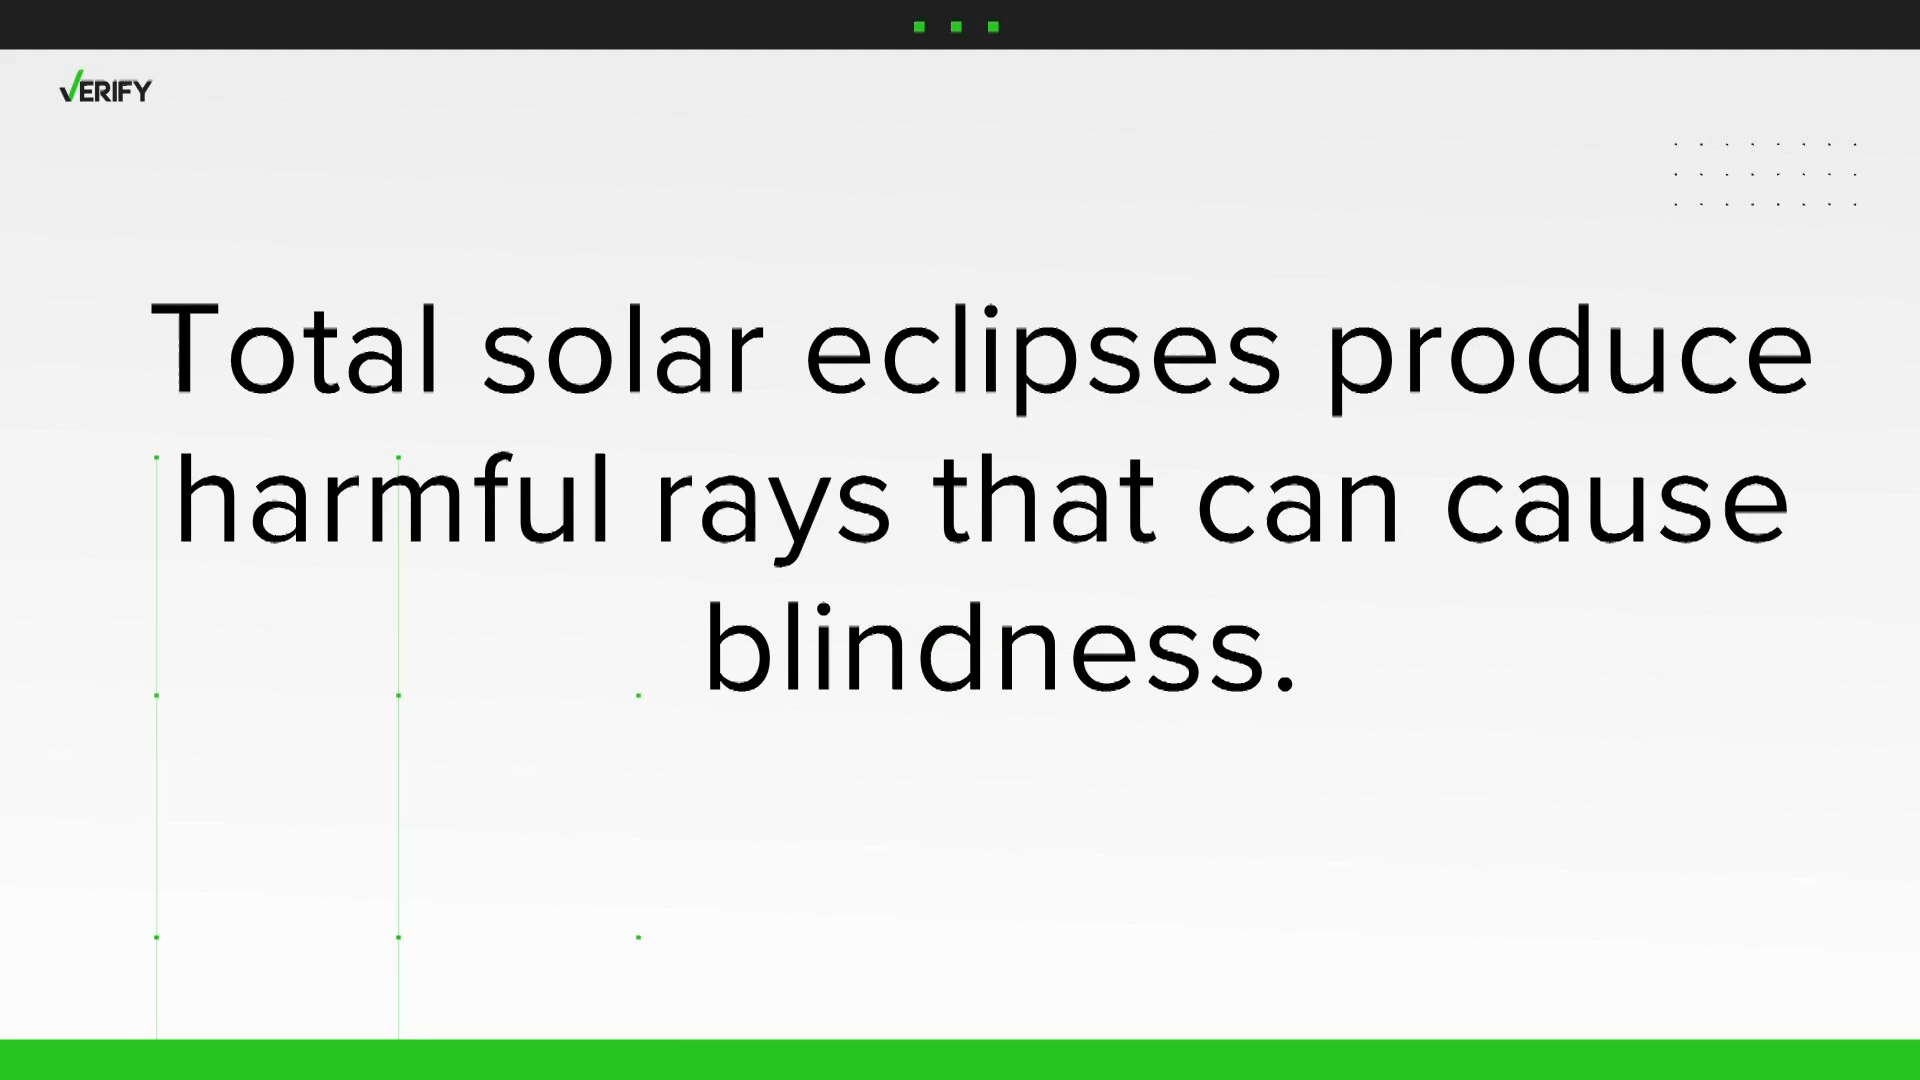 VERIFY
Total solar eclipses produce
harmful rays that can cause
blindness.